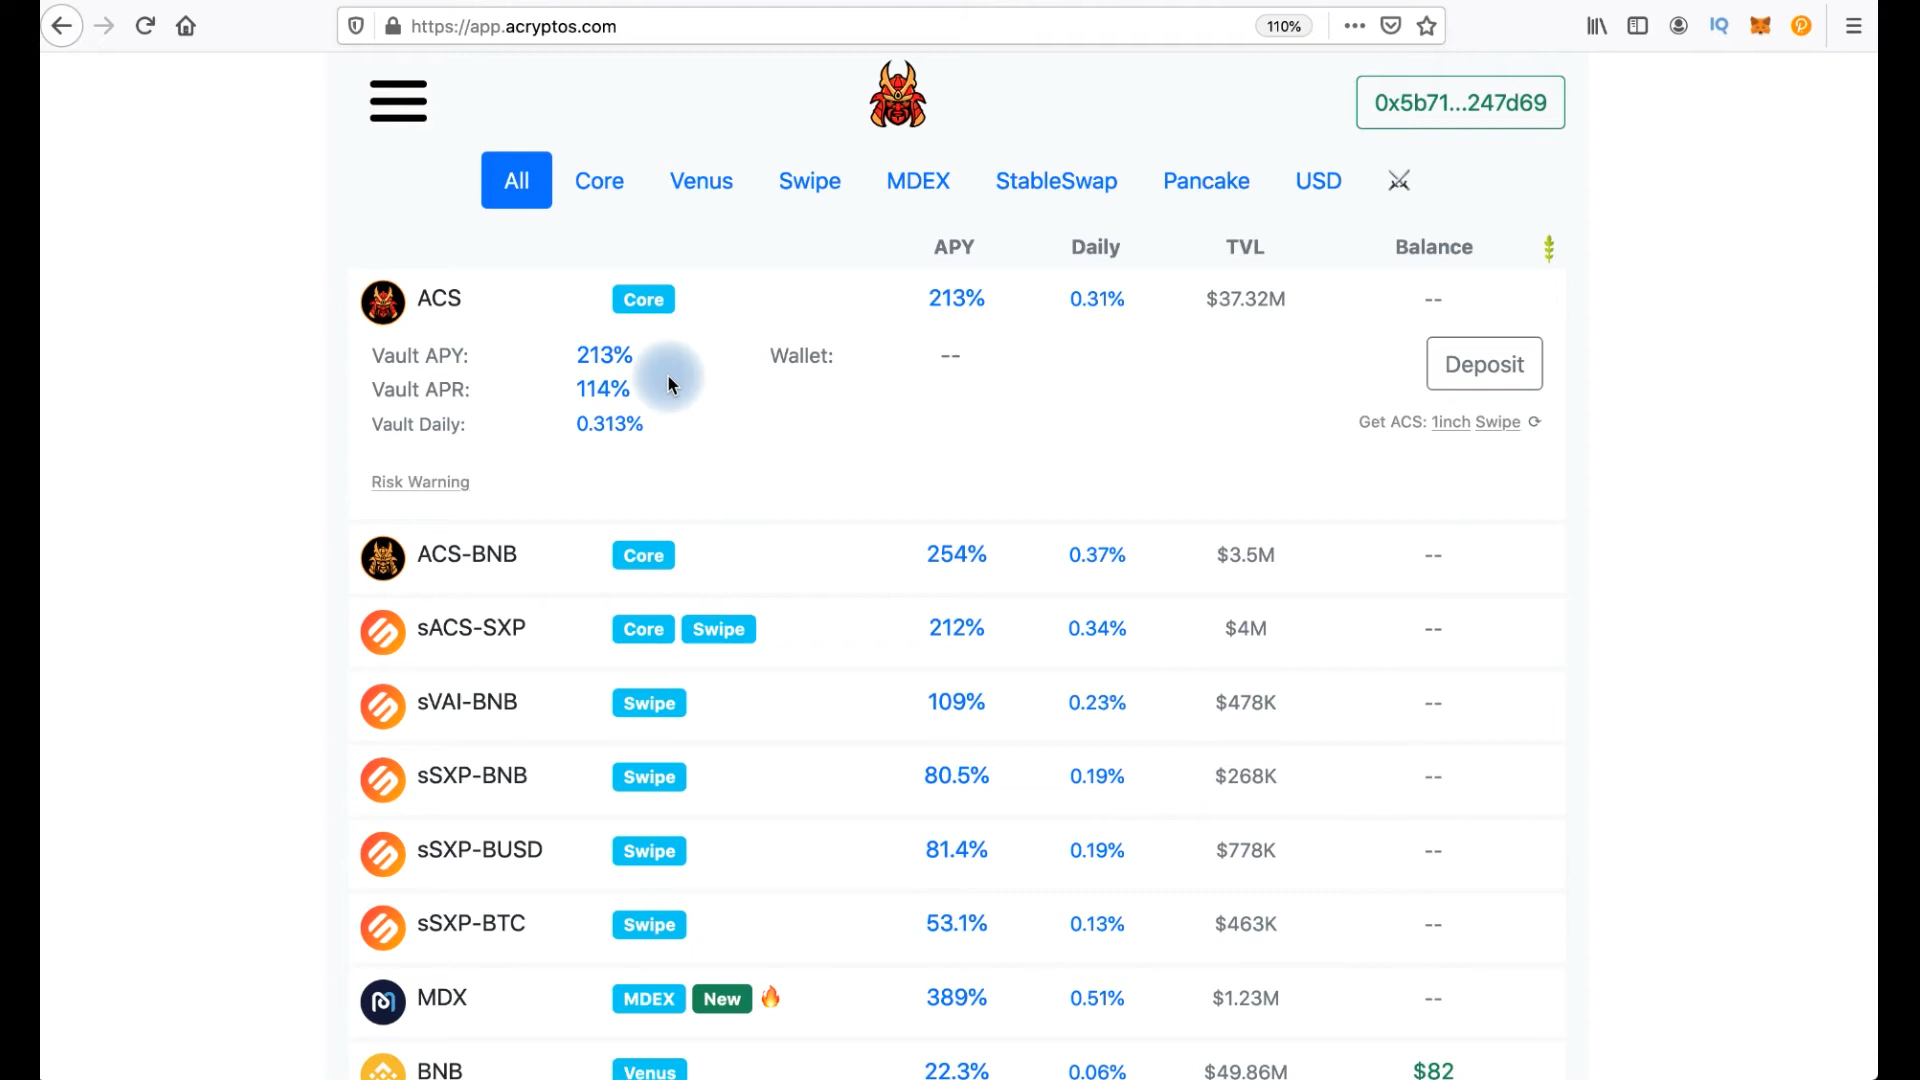 https://app.acryptos.com 110% IQ
0x5b71...247d69
All Core Venus Swipe MDEX StableSwap Pancake USD
APY Daily TVL Balance
ACS Core 213% 0.31% $37.32M --
Vault APY: 213% Wallet: -- Deposit
Vault APR: 114%
Vault Daily: 0.313% Get ACS: 1inch Swipe
Risk Warning
ACS-BNB Core 254% 0.37% $3.5M --
sACS-SXP Core Swipe 212% 0.34% $4M --
sVAI-BNB Swipe 109% 0.23% $478K --
sSXP-BNB Swipe 80.5% 0.19% $268K --
sSXP-BUSD Swipe 81.4% 0.19% $778K --
sSXP-BTC Swipe 53.1% 0.13% $463K --
MDX MDEX New 389% 0.51% $1.23M --
BNB Venus 22.3% 0.06% $49.86M $82